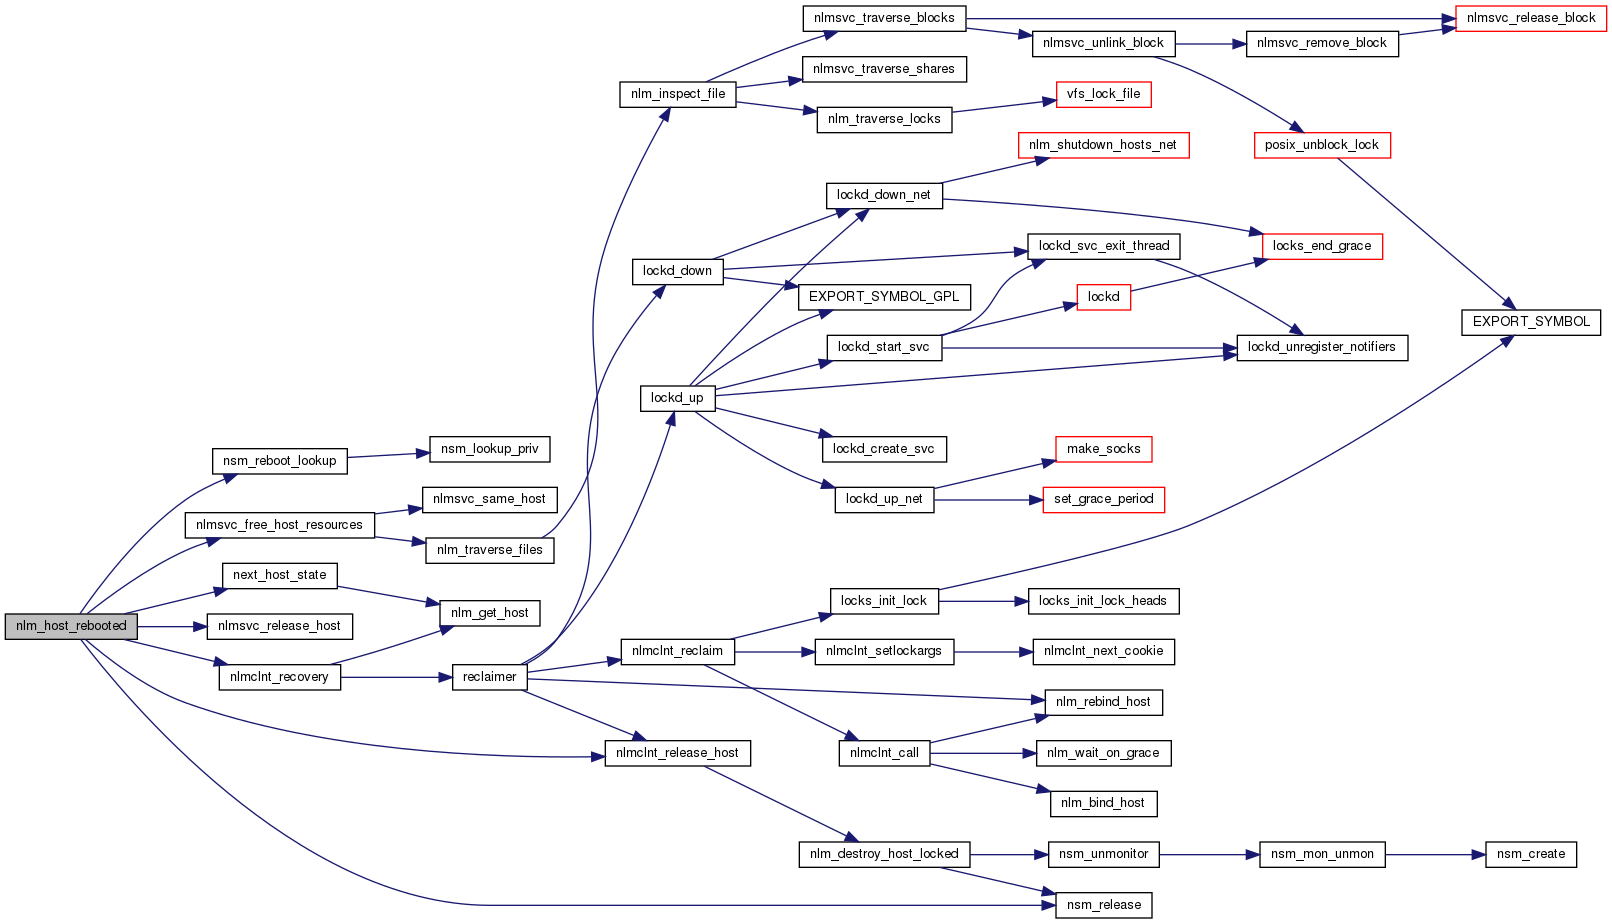 nlm_host_rebooted
nsm_reboot_lookup
nsm_lookup_priv
nlmsvc_free_host_resources
nlmsvc_same_host
nlm_traverse_files
next_host_state
nlm_get_host
nlmsvc_release_host
nlmclnt_recovery
reclaimer
nlm_inspect_file
nlmsvc_traverse_blocks
nlmsvc_release_block
nlmsvc_unlink_block
nlmsvc_remove_block
nlmsvc_traverse_shares
nlm_traverse_locks
vfs_lock_file
posix_unblock_lock
nlm_shutdown_hosts_net
lockd_down_net
lockd_down
lockd_svc_exit_thread
locks_end_grace
EXPORT_SYMBOL_GPL
lockd
EXPORT_SYMBOL
lockd_start_svc
lockd_unregister_notifiers
lockd_up
lockd_create_svc
make_socks
lockd_up_net
set_grace_period
locks_init_lock
locks_init_lock_heads
nlmclnt_reclaim
nlmclnt_setlockargs
nlmclnt_next_cookie
nlm_rebind_host
nlmclnt_release_host
nlmclnt_call
nlm_wait_on_grace
nlm_bind_host
nlm_destroy_host_locked
nsm_unmonitor
nsm_mon_unmon
nsm_create
nsm_release